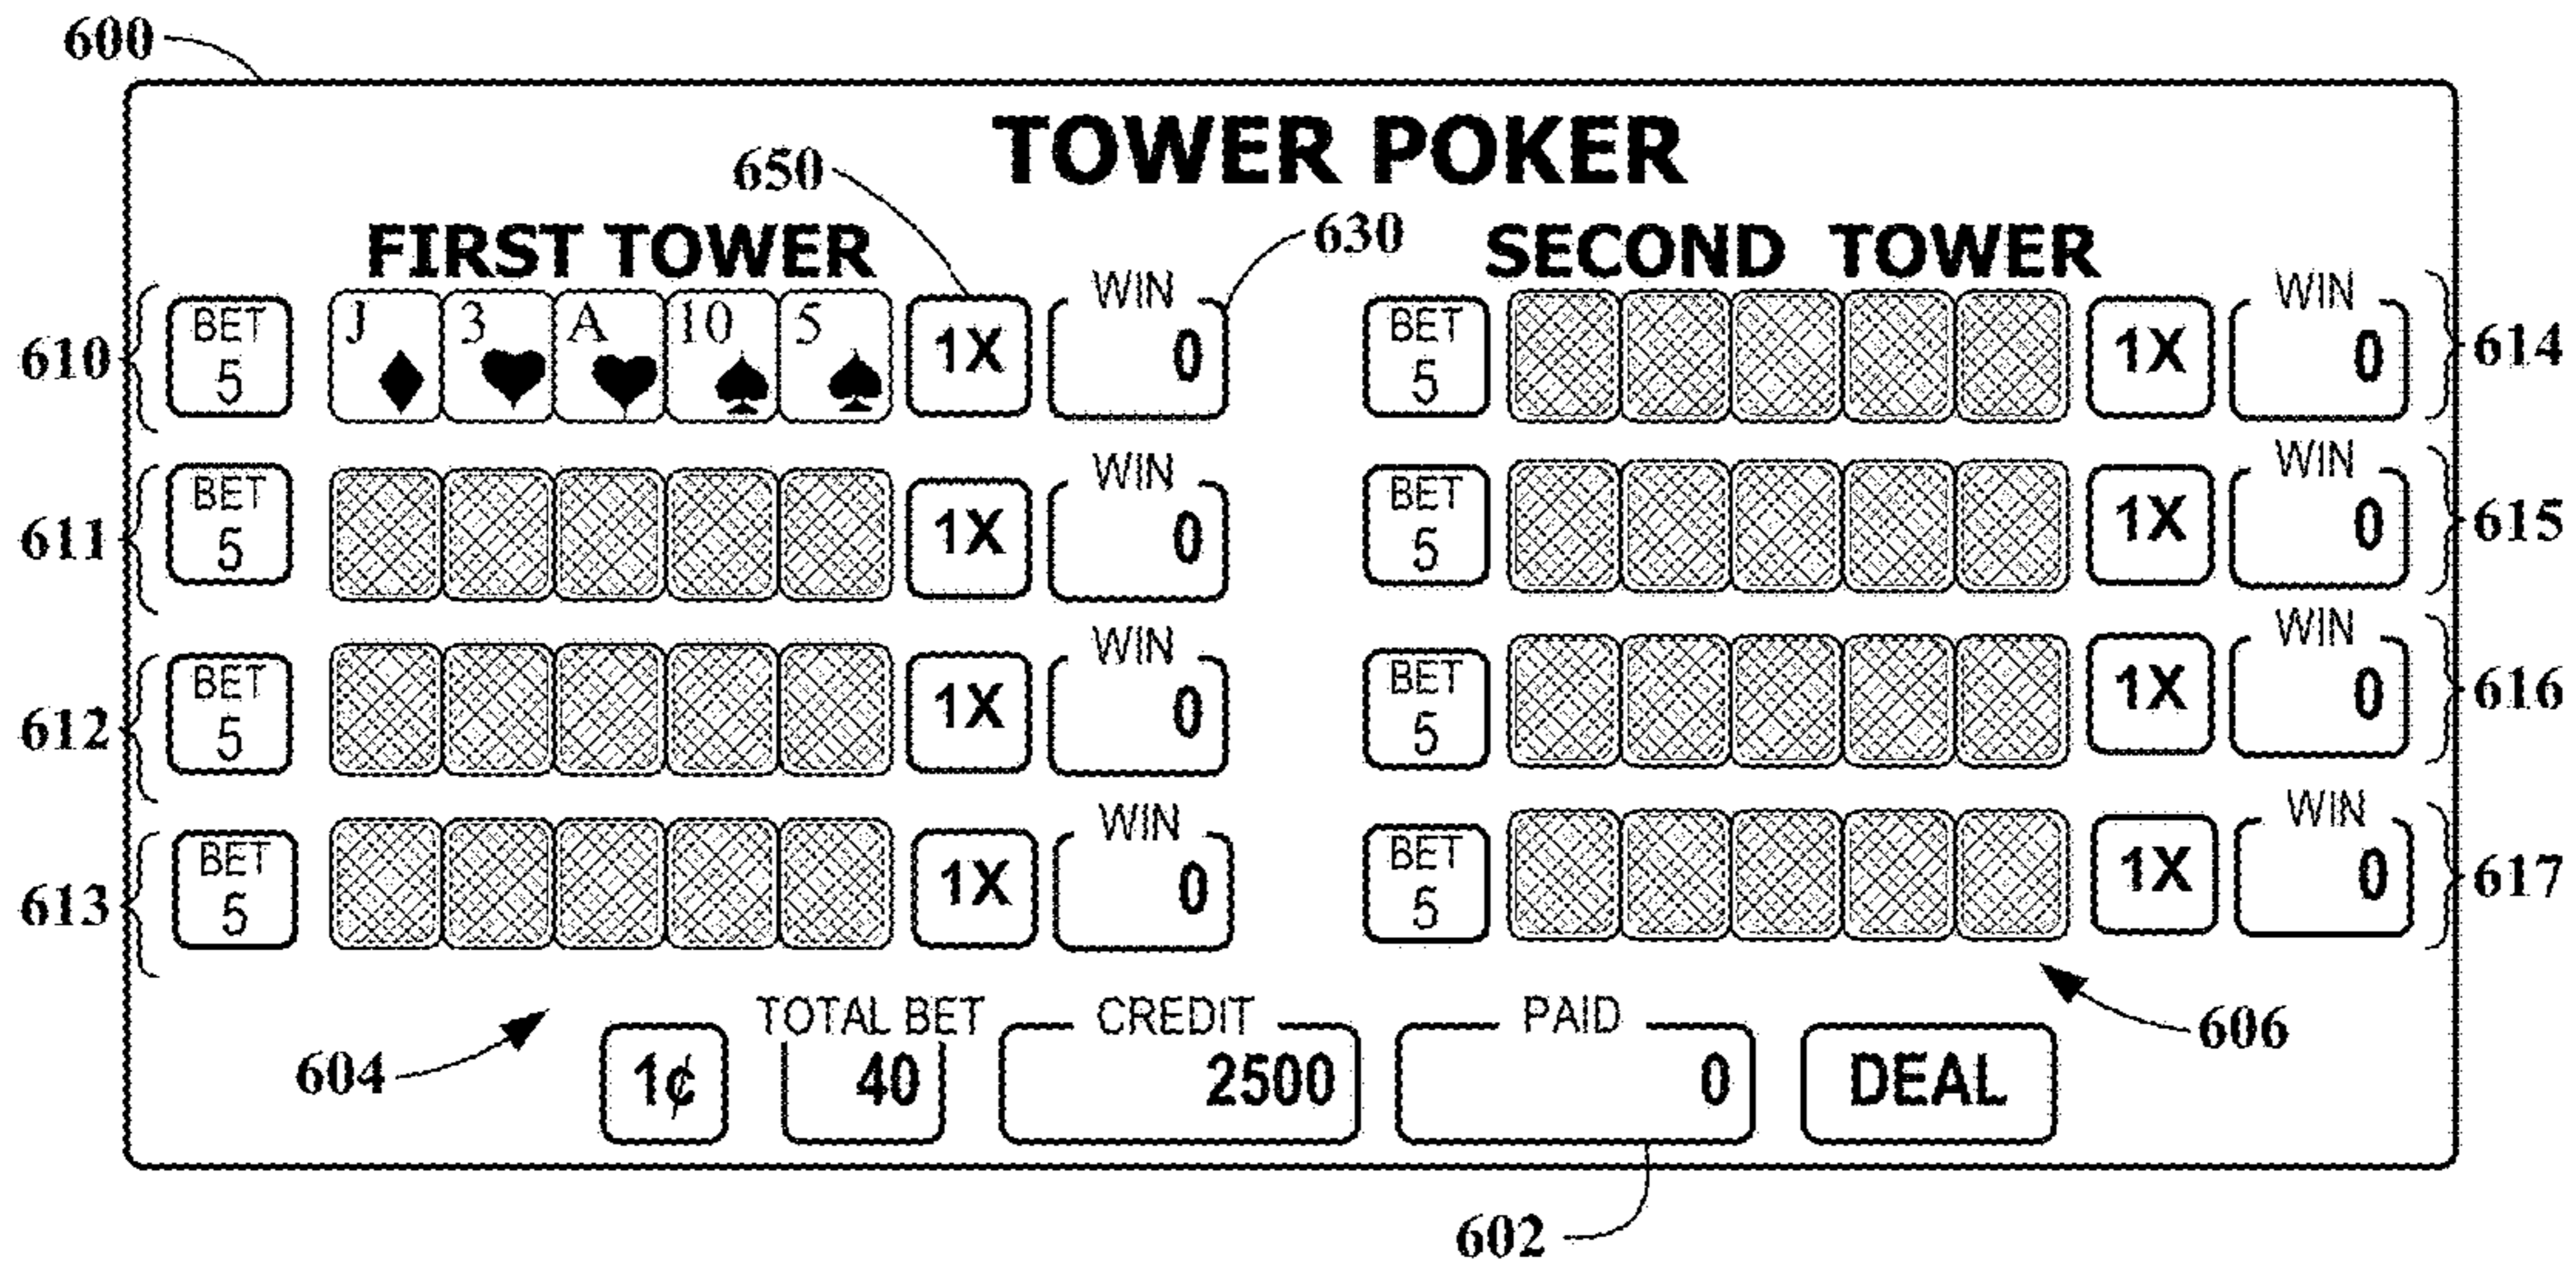 600
TOWER POKER
650
630
FIRST TOWER
SECOND TOWER
610 BET 5 J 3 A 10 5 1X WIN 0
BET 5 1X WIN 0 614
611 BET 5 1X WIN 0
BET 5 1X WIN 0 615
612 BET 5 1X WIN 0
BET 5 1X WIN 0 616
613 BET 5 1X WIN 0
BET 5 1X WIN 0 617
604
606
1¢
TOTAL BET 40
CREDIT 2500
PAID 0
DEAL
602